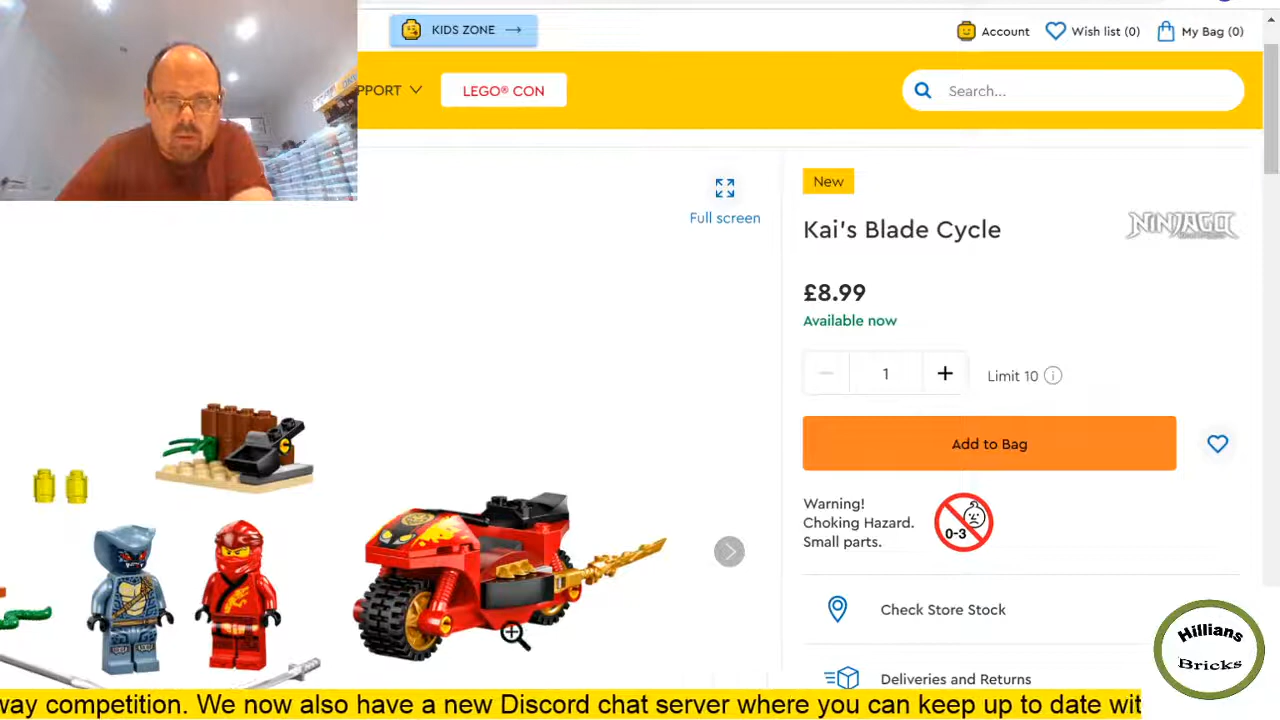 KIDS ZONE →
Account
Wish list (0)
My Bag (0)
PPORT
LEGO® CON
Search...
Full screen
New
Kai's Blade Cycle
NINJAGO
£8.99
Available now
1
Limit 10
Add to Bag
Warning!
Choking Hazard.
Small parts.
0-3
Check Store Stock
Deliveries and Returns
Hillians
Bricks
way competition. We now also have a new Discord chat server where you can keep up to date wit